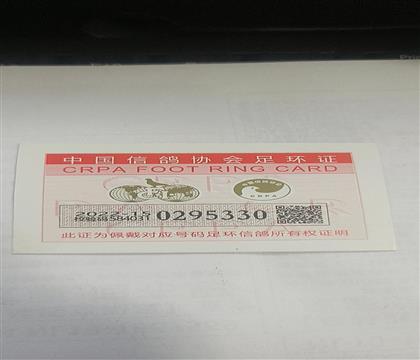 中国信鸽协会足环证
CRPA FOOT RING CARD
CRPA
0295330
此证为佩戴对应号码足环信鸽所有权证明